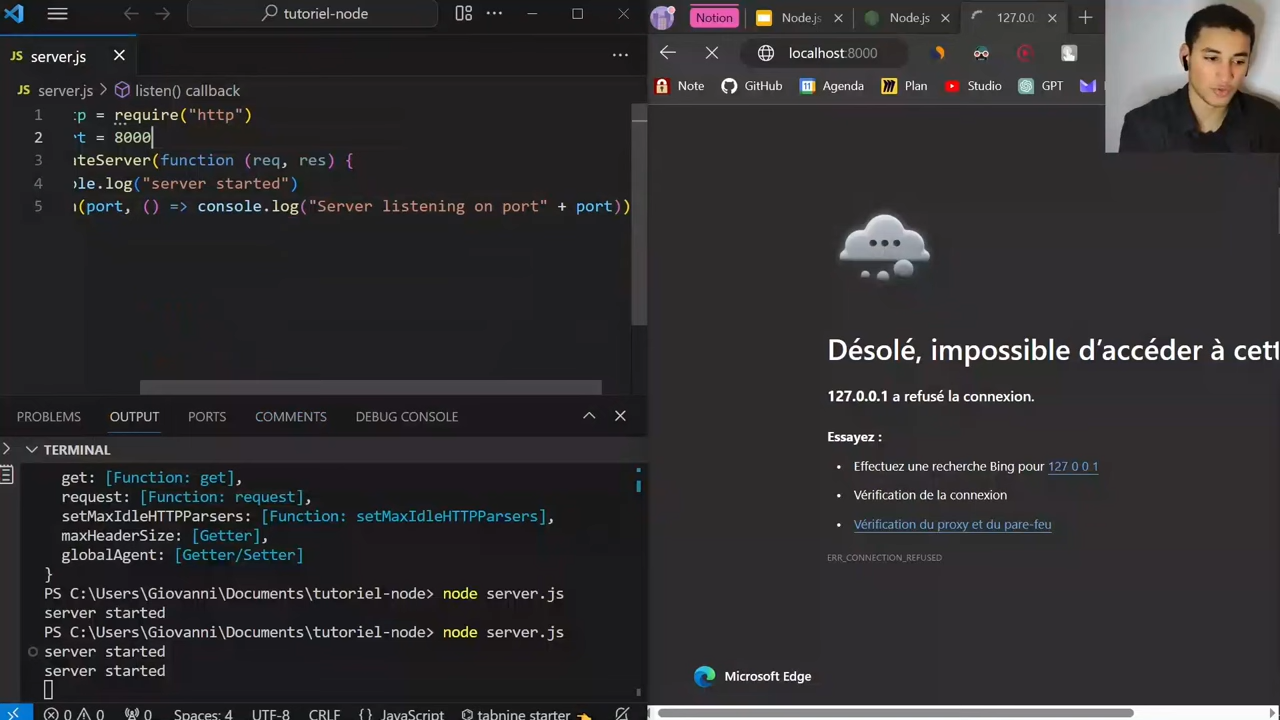 tutoriel-node
JS server.js
JS server.js > listen() callback
1 p = require("http")
2 t = 8000
3 teServer(function (req, res) {
4 le.log("server started")
5 (port, () => console.log("Server listening on port" + port))
PROBLEMS OUTPUT PORTS COMMENTS DEBUG CONSOLE
TERMINAL
get: [Function: get],
request: [Function: request],
setMaxIdleHTTPParsers: [Function: setMaxIdleHTTPParsers],
maxHeaderSize: [Getter],
globalAgent: [Getter/Setter]
}
PS C:\Users\Giovanni\Documents\tutoriel-node> node server.js
server started
PS C:\Users\Giovanni\Documents\tutoriel-node> node server.js
server started
server started
0 0 0 Spaces: 4 UTF-8 CRLF {} JavaScript tabnine starter
Notion Node.js Node.js 127.0.0
localhost:8000
Note GitHub 11 Agenda Plan Studio GPT
Désolé, impossible d'accéder à cett
127.0.0.1 a refusé la connexion.
Essayez :
• Effectuez une recherche Bing pour 127 0 0 1
• Vérification de la connexion
• Vérification du proxy et du pare-feu
ERR_CONNECTION_REFUSED
Microsoft Edge